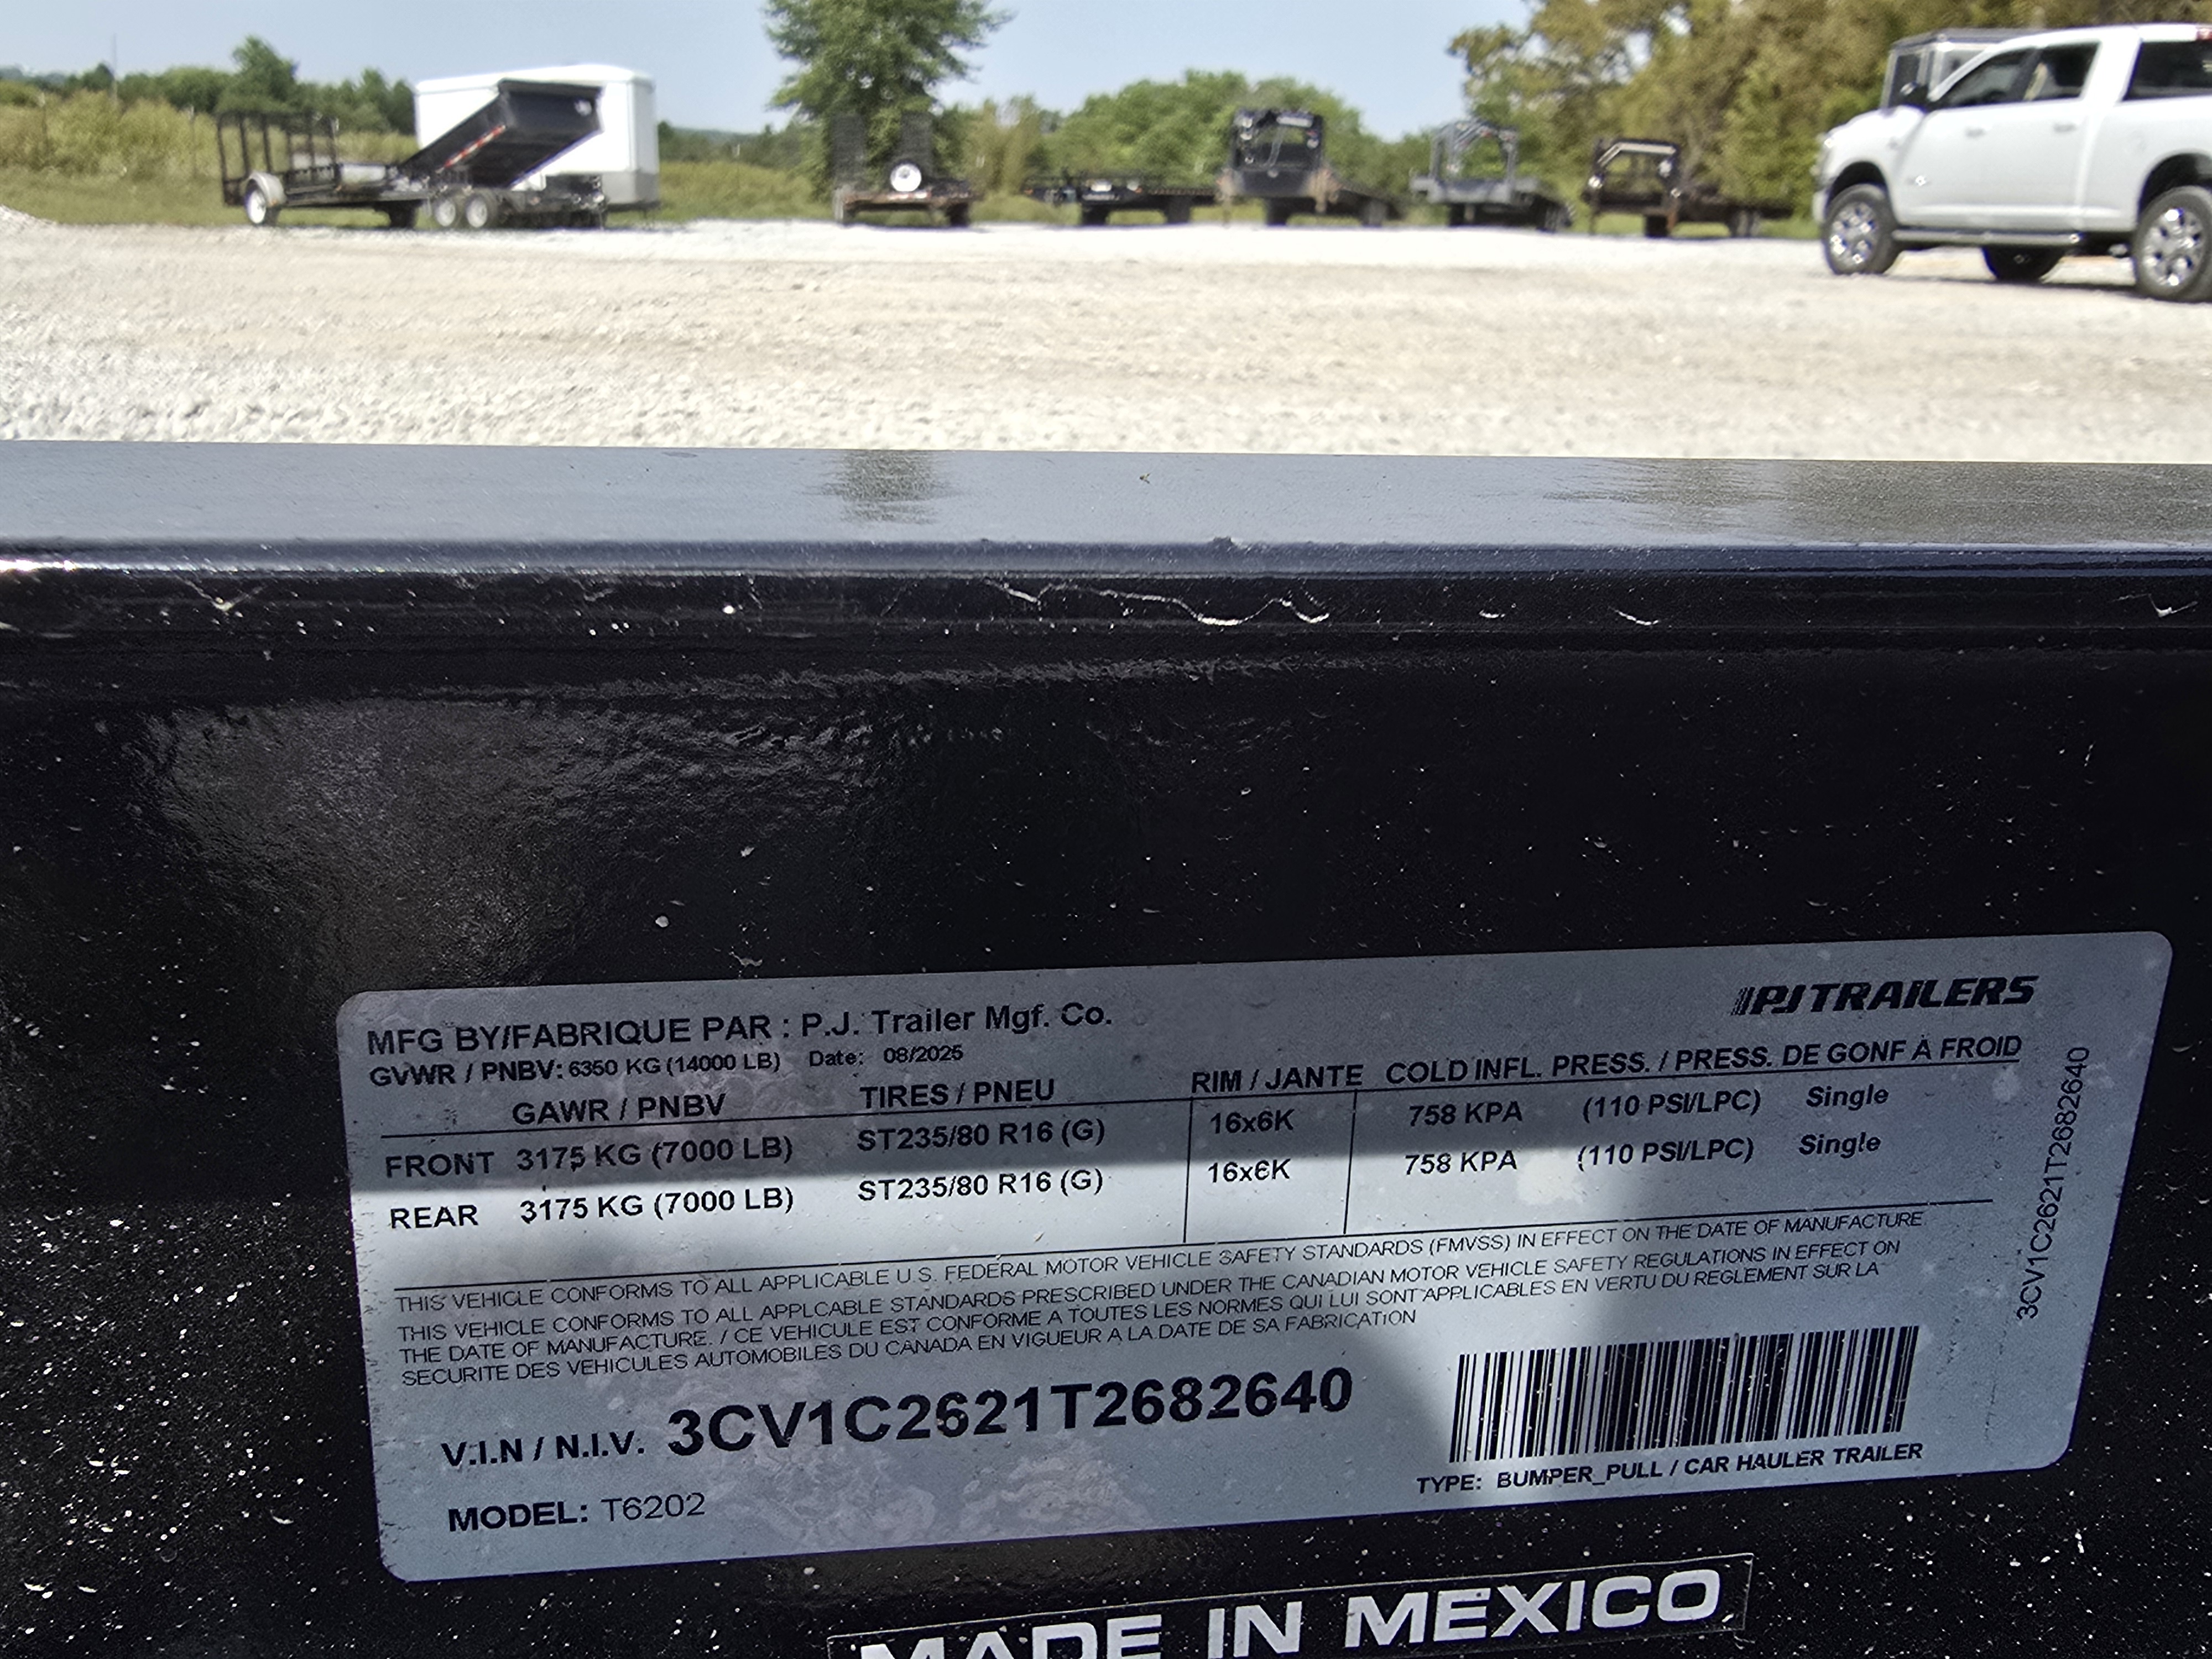 PJ TRAILERS
MFG BY/FABRIQUE PAR : P.J. Trailer Mgf. Co.
GVWR / PNBV: 6350 KG (14000 LB) Date: 08/2025
GAWR / PNBV TIRES / PNEU RIM / JANTE COLD INFL. PRESS. / PRESS. DE GONF À FROID
FRONT 3175 KG (7000 LB) ST235/80 R16 (G) 16x6K 758 KPA (110 PSI/LPC) Single
REAR 3175 KG (7000 LB) ST235/80 R16 (G) 16x6K 758 KPA (110 PSI/LPC) Single
THIS VEHICLE CONFORMS TO ALL APPLICABLE U.S. FEDERAL MOTOR VEHICLE SAFETY STANDARDS (FMVSS) IN EFFECT ON THE DATE OF MANUFACTURE
THIS VEHICLE CONFORMS TO ALL APPLCABLE STANDARDS PRESCRIBED UNDER THE CANADIAN MOTOR VEHICLE SAFETY REGULATIONS IN EFFECT ON
THE DATE OF MANUFACTURE. / CE VEHICULE EST CONFORME A TOUTES LES NORMES QUI LUI SONT APPLICABLES EN VERTU DU REGLEMENT SUR LA
SECURITE DES VEHICULES AUTOMOBILES DU CANADA EN VIGUEUR A LA DATE DE SA FABRICATION
V.I.N / N.I.V. 3CV1C2621T2682640
MODEL: T6202
TYPE: BUMPER_PULL / CAR HAULER TRAILER
3CV1C2621T2682640
MADE IN MEXICO